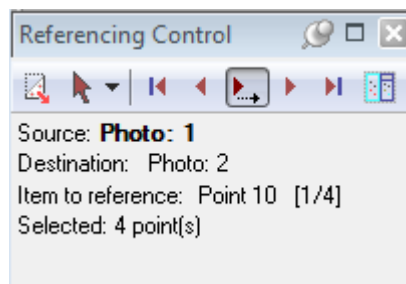 Referencing Control
Source: Photo: 1
Destination: Photo: 2
Item to reference: Point 10 [1/4]
Selected: 4 point(s)